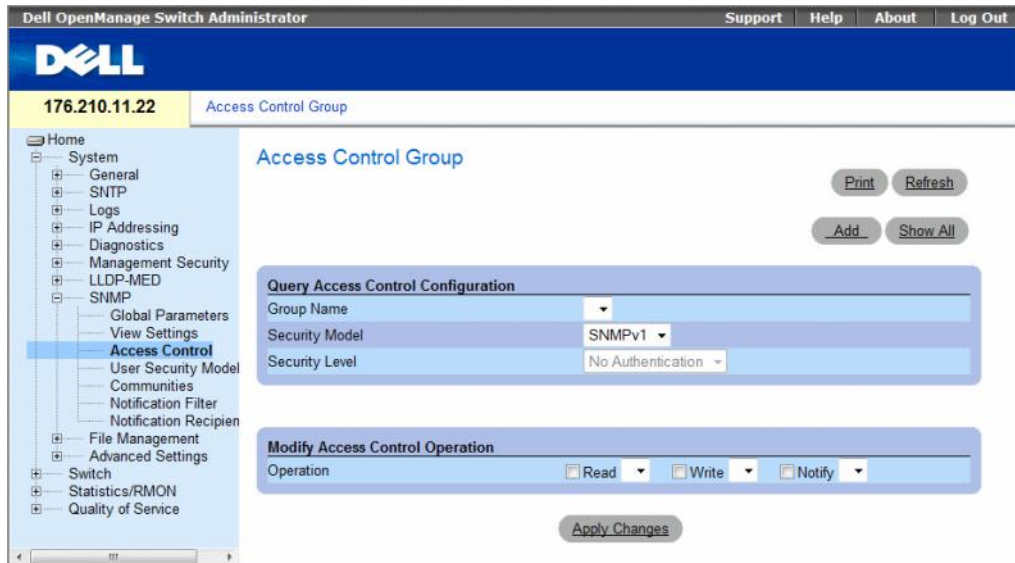 Dell OpenManage Switch Administrator
Support Help About Log Out
DELL
176.210.11.22
Access Control Group
Home
System
General
SNTP
Logs
IP Addressing
Diagnostics
Management Security
LLDP-MED
SNMP
Global Parameters
View Settings
Access Control
User Security Model
Communities
Notification Filter
Notification Recipien
File Management
Advanced Settings
Switch
Statistics/RMON
Quality of Service
Access Control Group
Print Refresh
Add Show All
Query Access Control Configuration
Group Name
Security Model SNMPv1
Security Level No Authentication
Modify Access Control Operation
Operation Read Write Notify
Apply Changes